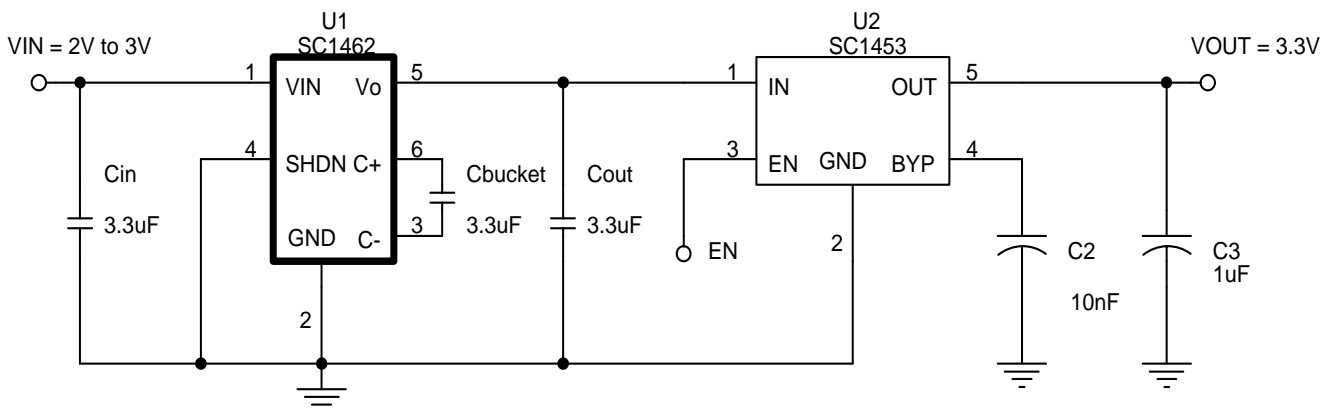 U1
SC1462
U2
SC1453
VIN = 2V to 3V
VOUT = 3.3V
1
VIN
Vo
5
1
IN
OUT
5
4
SHDN
C+
6
3
EN
GND
BYP
4
Cin
3.3uF
GND
C-
3
Cbucket
3.3uF
Cout
3.3uF
2
EN
2
C2
10nF
C3
1uF